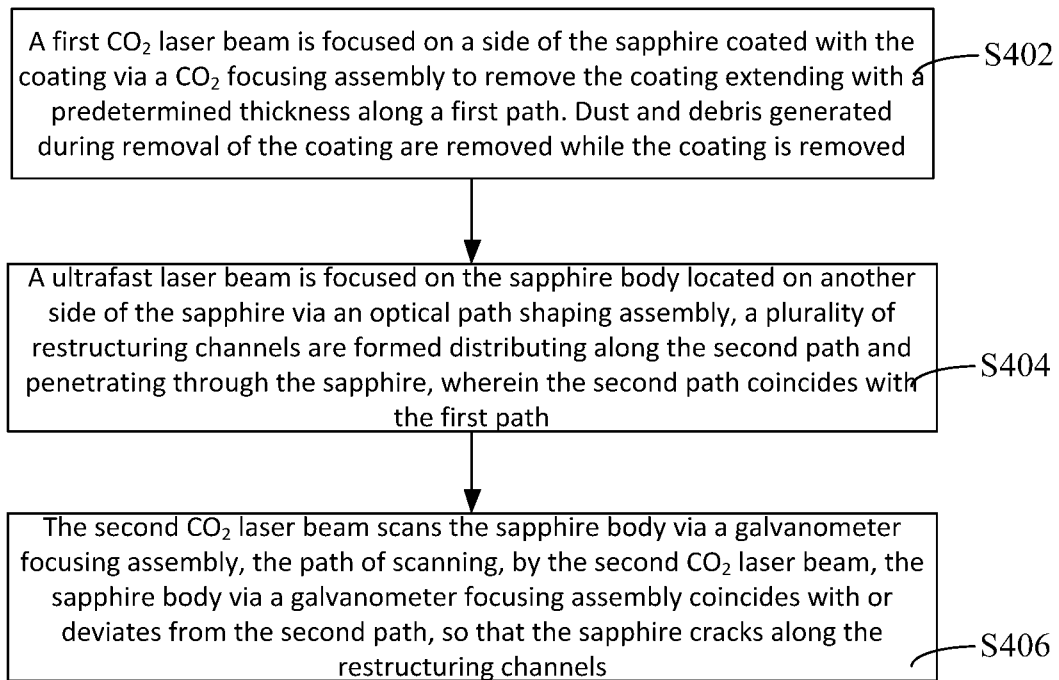 A first CO₂ laser beam is focused on a side of the sapphire coated with the
coating via a CO₂ focusing assembly to remove the coating extending with a
predetermined thickness along a first path. Dust and debris generated
during removal of the coating are removed while the coating is removed
S402
A ultrafast laser beam is focused on the sapphire body located on another
side of the sapphire via an optical path shaping assembly, a plurality of
restructuring channels are formed distributing along the second path and
penetrating through the sapphire, wherein the second path coincides with
the first path
S404
The second CO₂ laser beam scans the sapphire body via a galvanometer
focusing assembly, the path of scanning, by the second CO₂ laser beam, the
sapphire body via a galvanometer focusing assembly coincides with or
deviates from the second path, so that the sapphire cracks along the
restructuring channels
S406